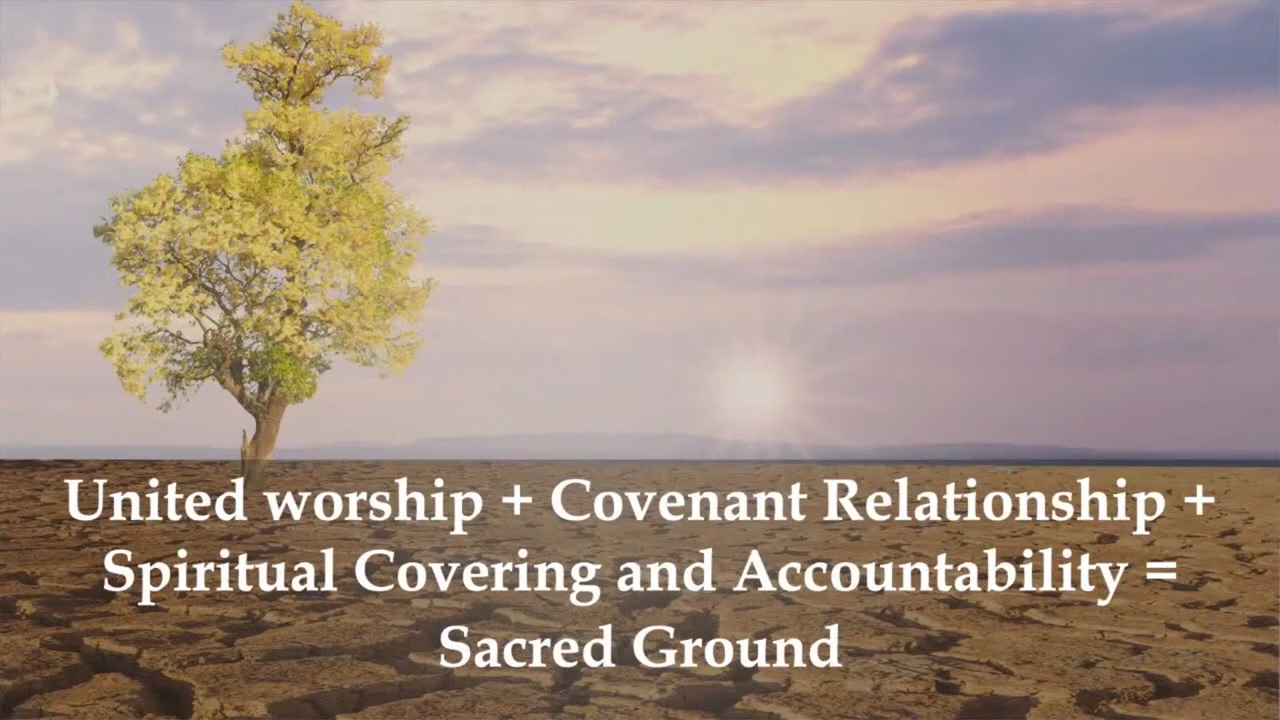 United worship + Covenant Relationship +
Spiritual Covering and Accountability =
Sacred Ground